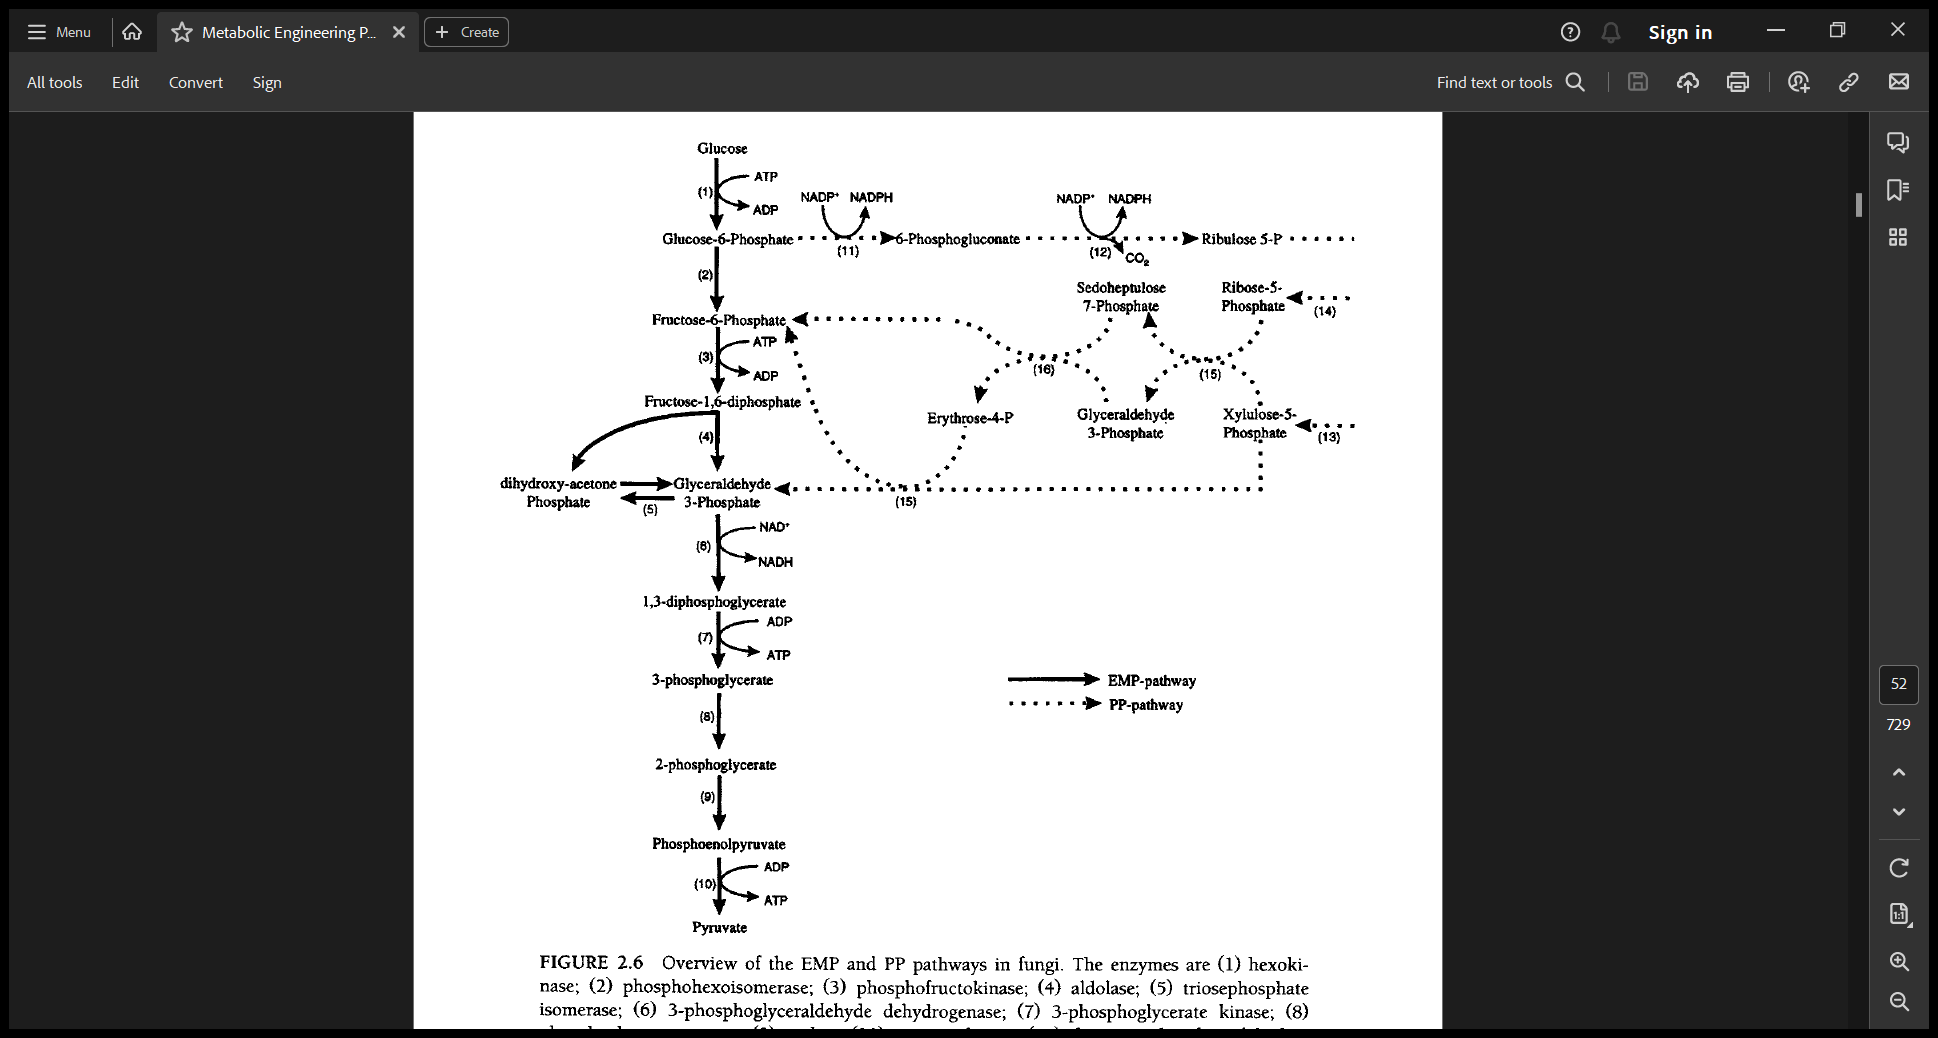 Menu
Metabolic Engineering P...
Create
Sign in
All tools
Edit
Convert
Sign
Find text or tools
Glucose
(1)
ATP
ADP
NADP+ NADPH
NADP+ NADPH
Glucose-6-Phosphate
(11)
6-Phosphogluconate
(12)
CO2
Ribulose 5-P
(2)
Sedoheptulose
7-Phosphate
Ribose-5-
Phosphate
(14)
Fructose-6-Phosphate
(3)
ATP
ADP
(16)
(15)
Fructose-1,6-diphosphate
(4)
Erythrose-4-P
Glyceraldehyde
3-Phosphate
Xylulose-5-
Phosphate
(13)
dihydroxy-acetone
Phosphate
(5)
Glyceraldehyde
3-Phosphate
(15)
(6)
NAD+
NADH
1,3-diphosphoglycerate
(7)
ADP
ATP
3-phosphoglycerate
EMP-pathway
PP-pathway
(8)
2-phosphoglycerate
(9)
Phosphoenolpyruvate
(10)
ADP
ATP
Pyruvate
FIGURE 2.6 Overview of the EMP and PP pathways in fungi. The enzymes are (1) hexoki-
nase; (2) phosphohexoisomerase; (3) phosphofructokinase; (4) aldolase; (5) triosephosphate
isomerase; (6) 3-phosphoglyceraldehyde dehydrogenase; (7) 3-phosphoglycerate kinase; (8)
52
729
1:1